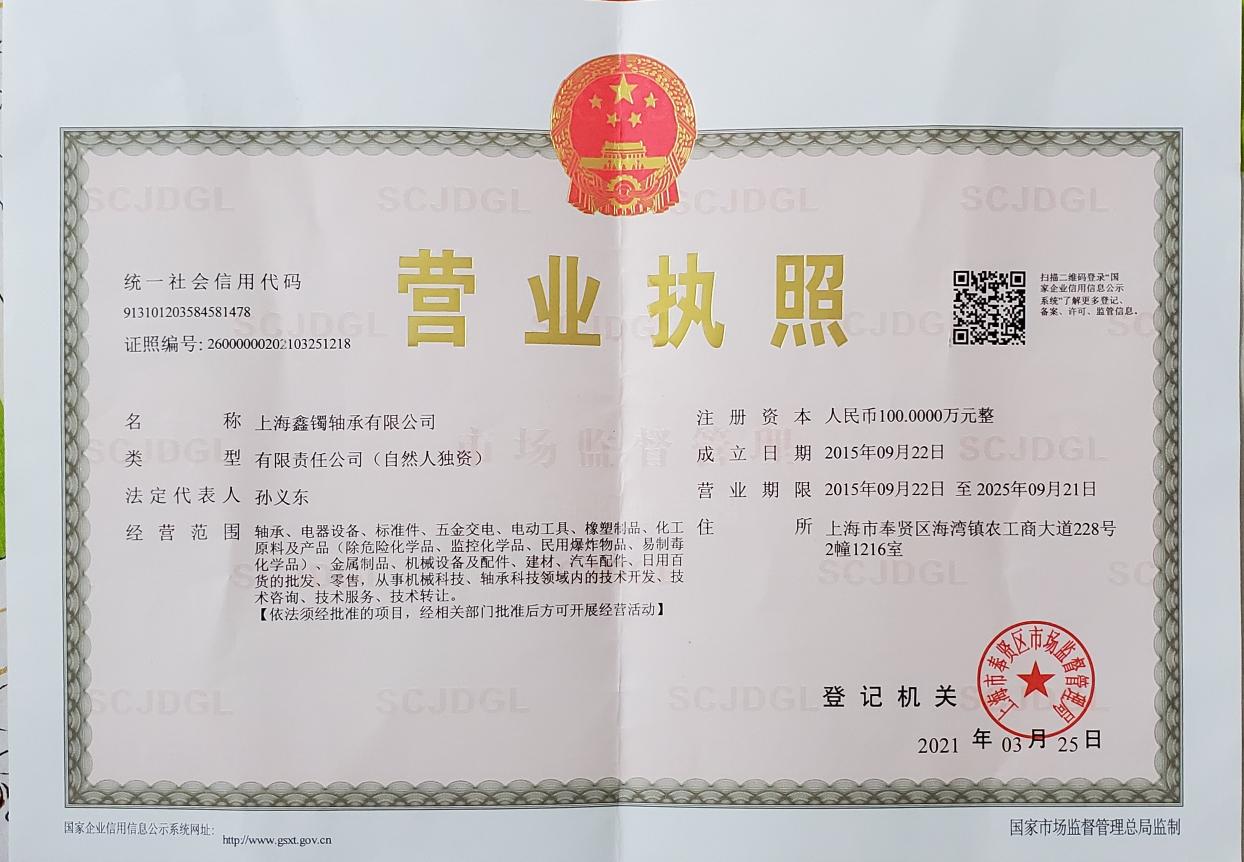 SCJDGL SCJDGL SCJDGL SCJDGL
营业执照
统一社会信用代码
913101203584581478
证照编号: 26000000202103251218
扫描二维码登录“国
家企业信用信息公示
系统”了解更多登记、
备案、许可、监管信息。
名称 上海鑫镯轴承有限公司
类型 有限责任公司（自然人独资）
法定代表人 孙义东
经营范围 轴承、电器设备、标准件、五金交电、电动工具、橡塑制品、化工
原料及产品（除危险化学品、监控化学品、民用爆炸物品、易制毒
化学品）、金属制品、机械设备及配件、建材、汽车配件、日用百
货的批发、零售，从事机械科技、轴承科技领域内的技术开发、技
术咨询、技术服务、技术转让。
【依法须经批准的项目，经相关部门批准后方可开展经营活动】
注册资本 人民币100.0000万元整
成立日期 2015年09月22日
营业期限 2015年09月22日 至 2025年09月21日
住所 上海市奉贤区海湾镇农工商大道228号
2幢1216室
市场监督管理
SCJDGL SCJDGL SCJDGL SCJDGL
登记机关
上海市奉贤区市场监督管理局
2021 年 03 月 25 日
国家企业信用信息公示系统网址: http://www.gsxt.gov.cn
国家市场监督管理总局监制